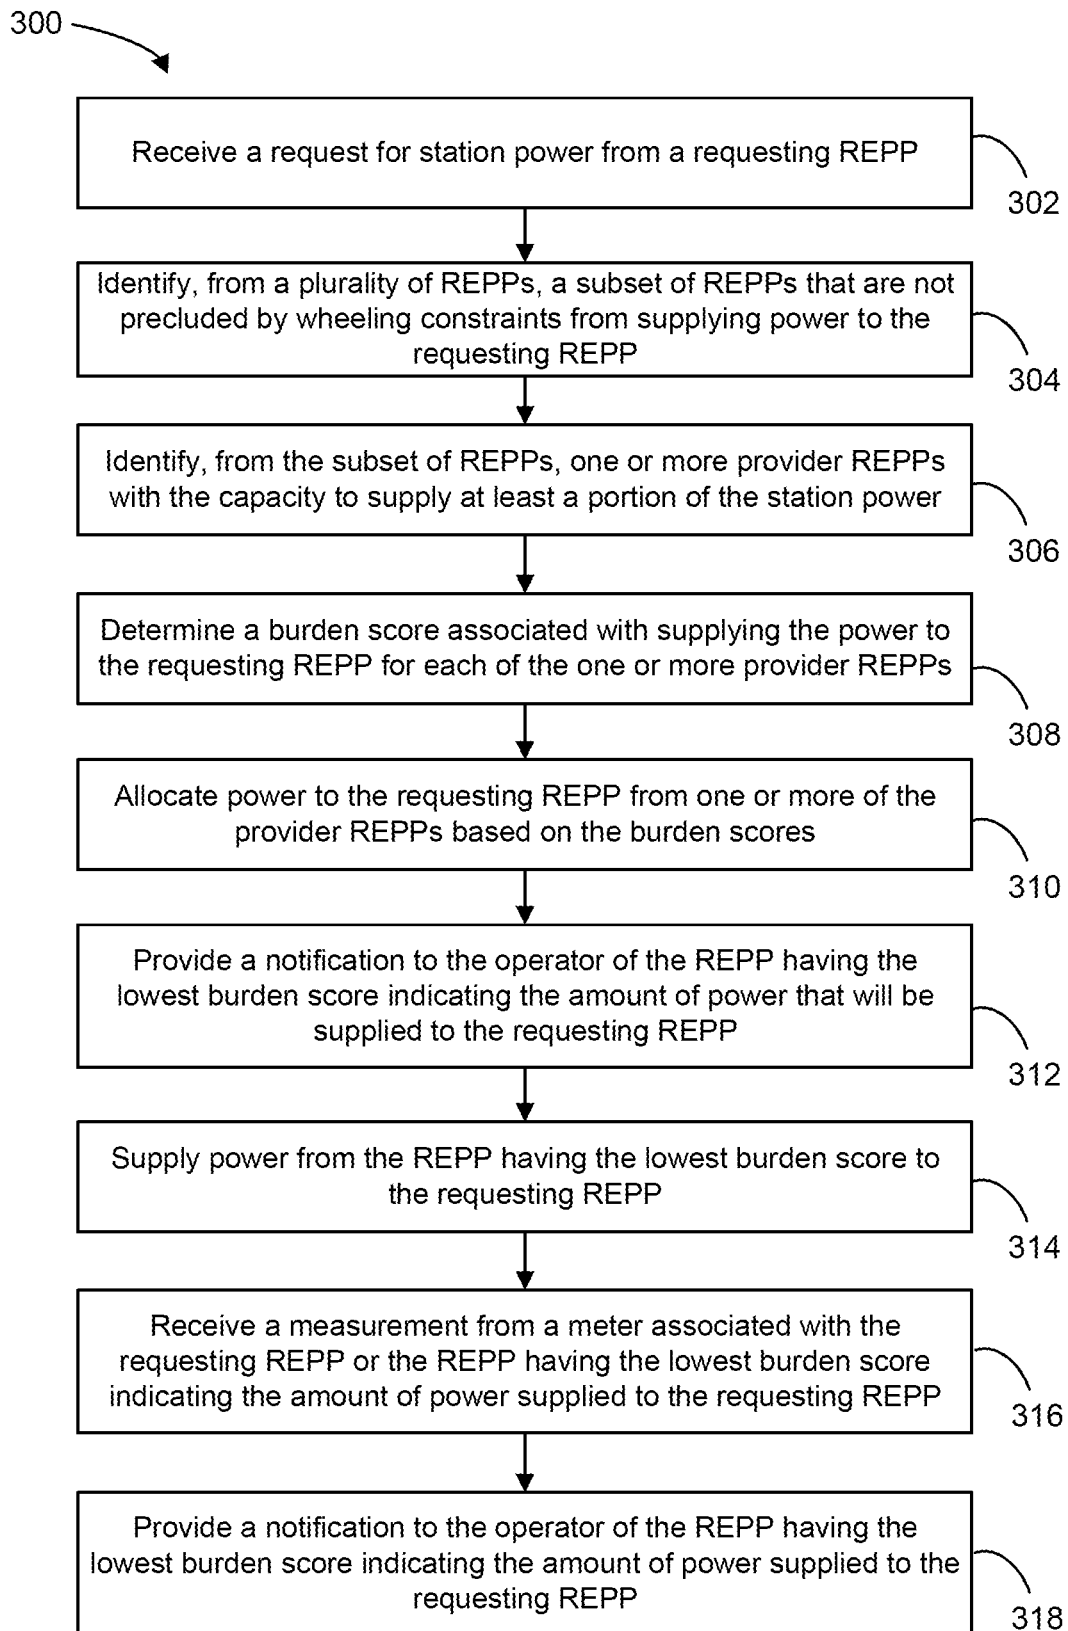 300
Receive a request for station power from a requesting REPP
302
Identify, from a plurality of REPPs, a subset of REPPs that are not
precluded by wheeling constraints from supplying power to the
requesting REPP
304
Identify, from the subset of REPPs, one or more provider REPPs
with the capacity to supply at least a portion of the station power
306
Determine a burden score associated with supplying the power to
the requesting REPP for each of the one or more provider REPPs
308
Allocate power to the requesting REPP from one or more of the
provider REPPs based on the burden scores
310
Provide a notification to the operator of the REPP having the
lowest burden score indicating the amount of power that will be
supplied to the requesting REPP
312
Supply power from the REPP having the lowest burden score to
the requesting REPP
314
Receive a measurement from a meter associated with the
requesting REPP or the REPP having the lowest burden score
indicating the amount of power supplied to the requesting REPP
316
Provide a notification to the operator of the REPP having the
lowest burden score indicating the amount of power supplied to the
requesting REPP
318